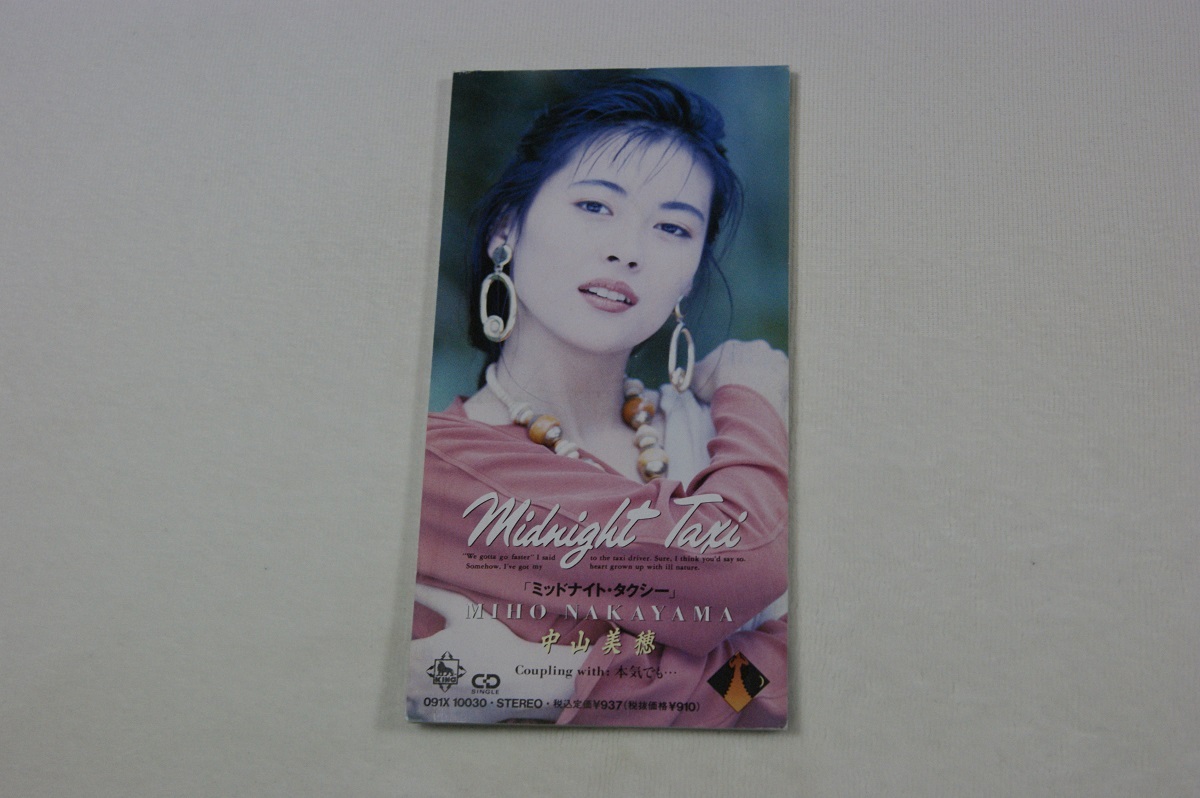 Midnight Taxi
"We gotta go faster" I said to the taxi driver. Sure, I think you'd say so.
Somehow, I've got my heart grown up with ill nature.
「ミッドナイト・タクシー」
MIHO NAKAYAMA
中山美穂
Coupling with: 本気でも…
KING
CD
SINGLE
091X 10030・STEREO・税込定価¥937(税抜価格¥910)